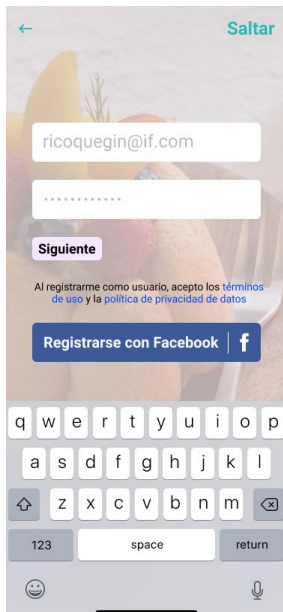 Saltar
ricoquegin@if.com
Siguiente
Al registrarme como usuario, acepto los términos
de uso y la política de privacidad de datos
Registrarse con Facebook f
q w e r t y u i o p
a s d f g h j k l
z x c v b n m
123 space return